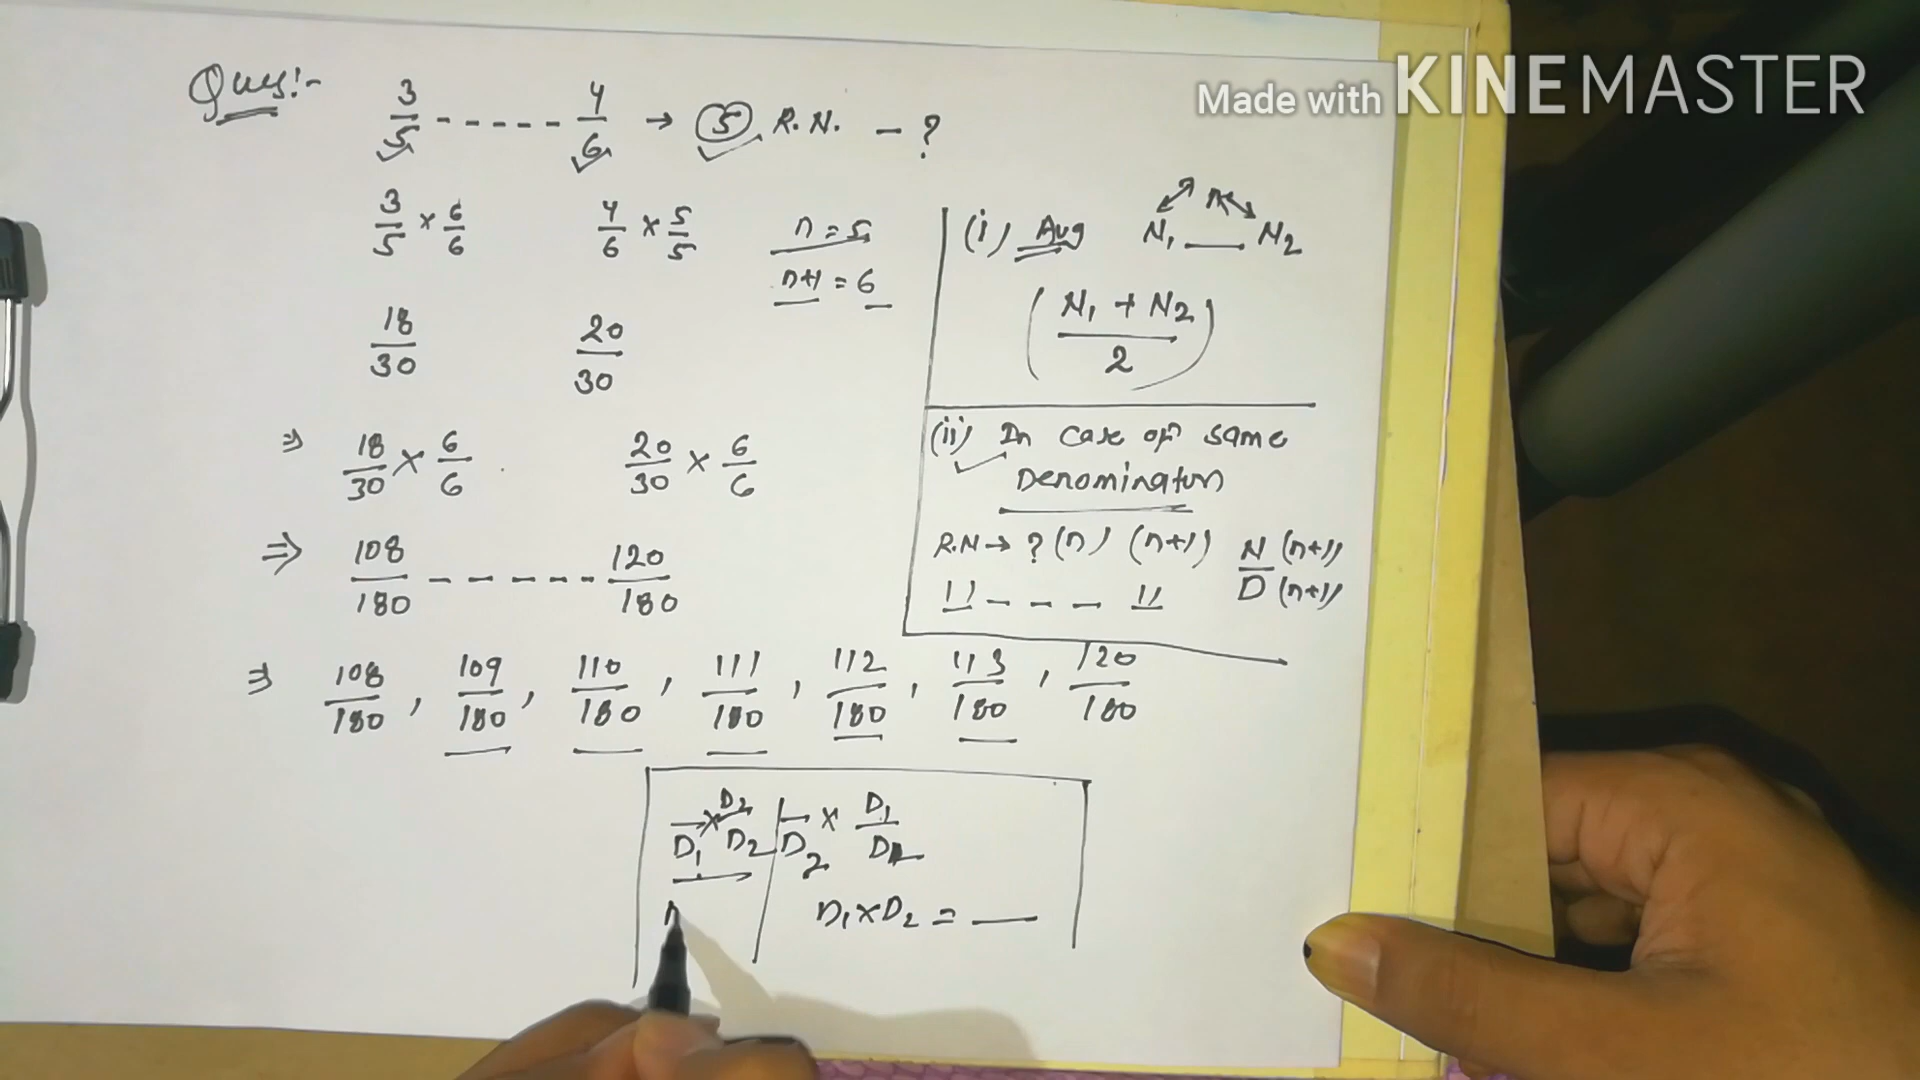 Made with KINEMASTER
Ques:-
3/5 ----- 4/6 → 5 R.N. - ?
3/5 × 6/6 4/6 × 5/5
n = 5
n+1 = 6
18/30 20/30
⇒ 18/30 × 6/6 20/30 × 6/6
⇒ 108/180 ------ 120/180
⇒ 108/180 , 109/180 , 110/180 , 111/180 , 112/180 , 113/180 , 120/180
(i) Avg N₁ — N₂
( N₁ + N₂ / 2 )
(ii) In case of same
Denominators
R.N → ? (n) (n+1) N (n+1) / D (n+1)
11 - - - 11
—/D₁ × D₂/D₂ —/D₂ × D₁/D₁
D₁×D₂ = —